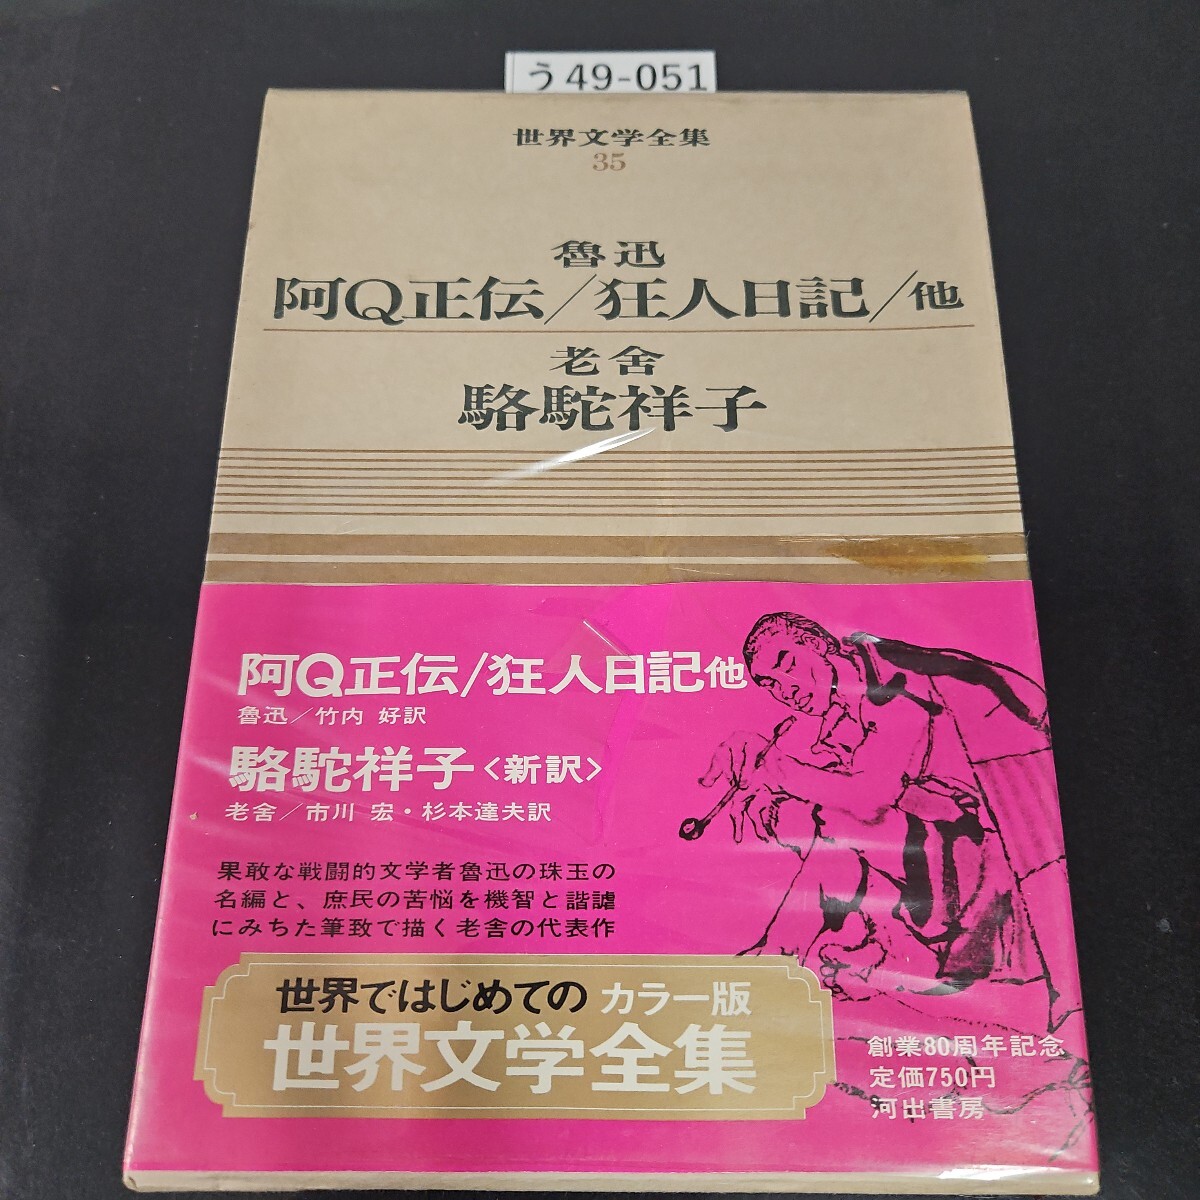 う49-051
世界文学全集
35
魯迅
阿Q正伝/狂人日記/他
老舎
駱駝祥子
阿Q正伝/狂人日記他
魯迅/竹内 好訳
駱駝祥子〈新訳〉
老舎/市川 宏・杉本達夫訳
果敢な戦闘的文学者魯迅の珠玉の
名編と、庶民の苦悩を機智と諧謔
にみちた筆致で描く老舎の代表作
世界ではじめての カラー版
世界文学全集
創業80周年記念
定価750円
河出書房